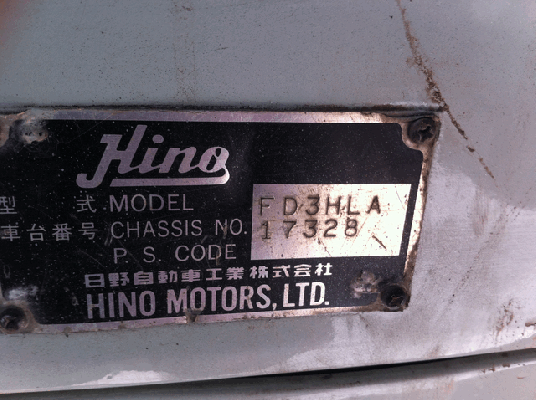 Hino
型 式 MODEL FD3HLA
車台番号 CHASSIS NO. 17328
P. S. CODE
日野自動車工業株式会社
HINO MOTORS, LTD.